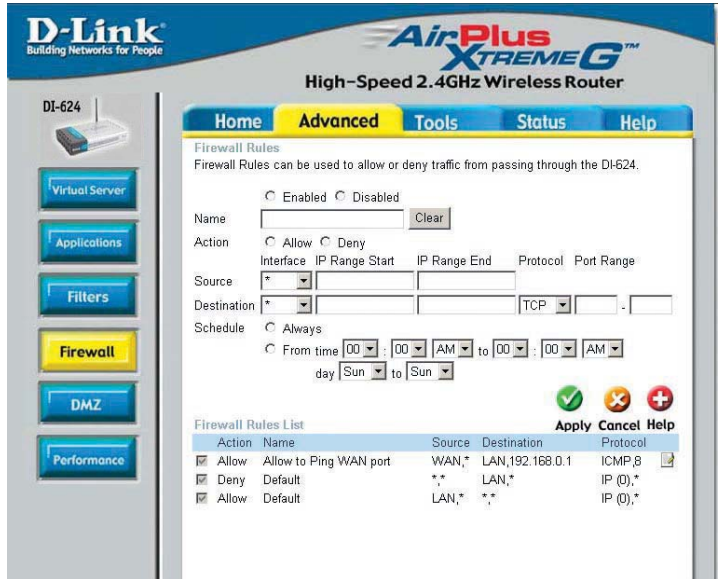 D-Link
Building Networks for People
AirPlus
XTREME G™
High-Speed 2.4GHz Wireless Router
DI-624
Home Advanced Tools Status Help
Virtual Server
Applications
Filters
Firewall
DMZ
Performance
Firewall Rules
Firewall Rules can be used to allow or deny traffic from passing through the DI-624.
Enabled Disabled
Name Clear
Action Allow Deny
Interface IP Range Start IP Range End Protocol Port Range
Source *
Destination * TCP -
Schedule Always
From time 00 : 00 AM to 00 : 00 AM
day Sun to Sun
Apply Cancel Help
Firewall Rules List
Action Name Source Destination Protocol
Allow Allow to Ping WAN port WAN,* LAN,192.168.0.1 ICMP,8
Deny Default *,* LAN,* IP (0),*
Allow Default LAN,* *,* IP (0),*